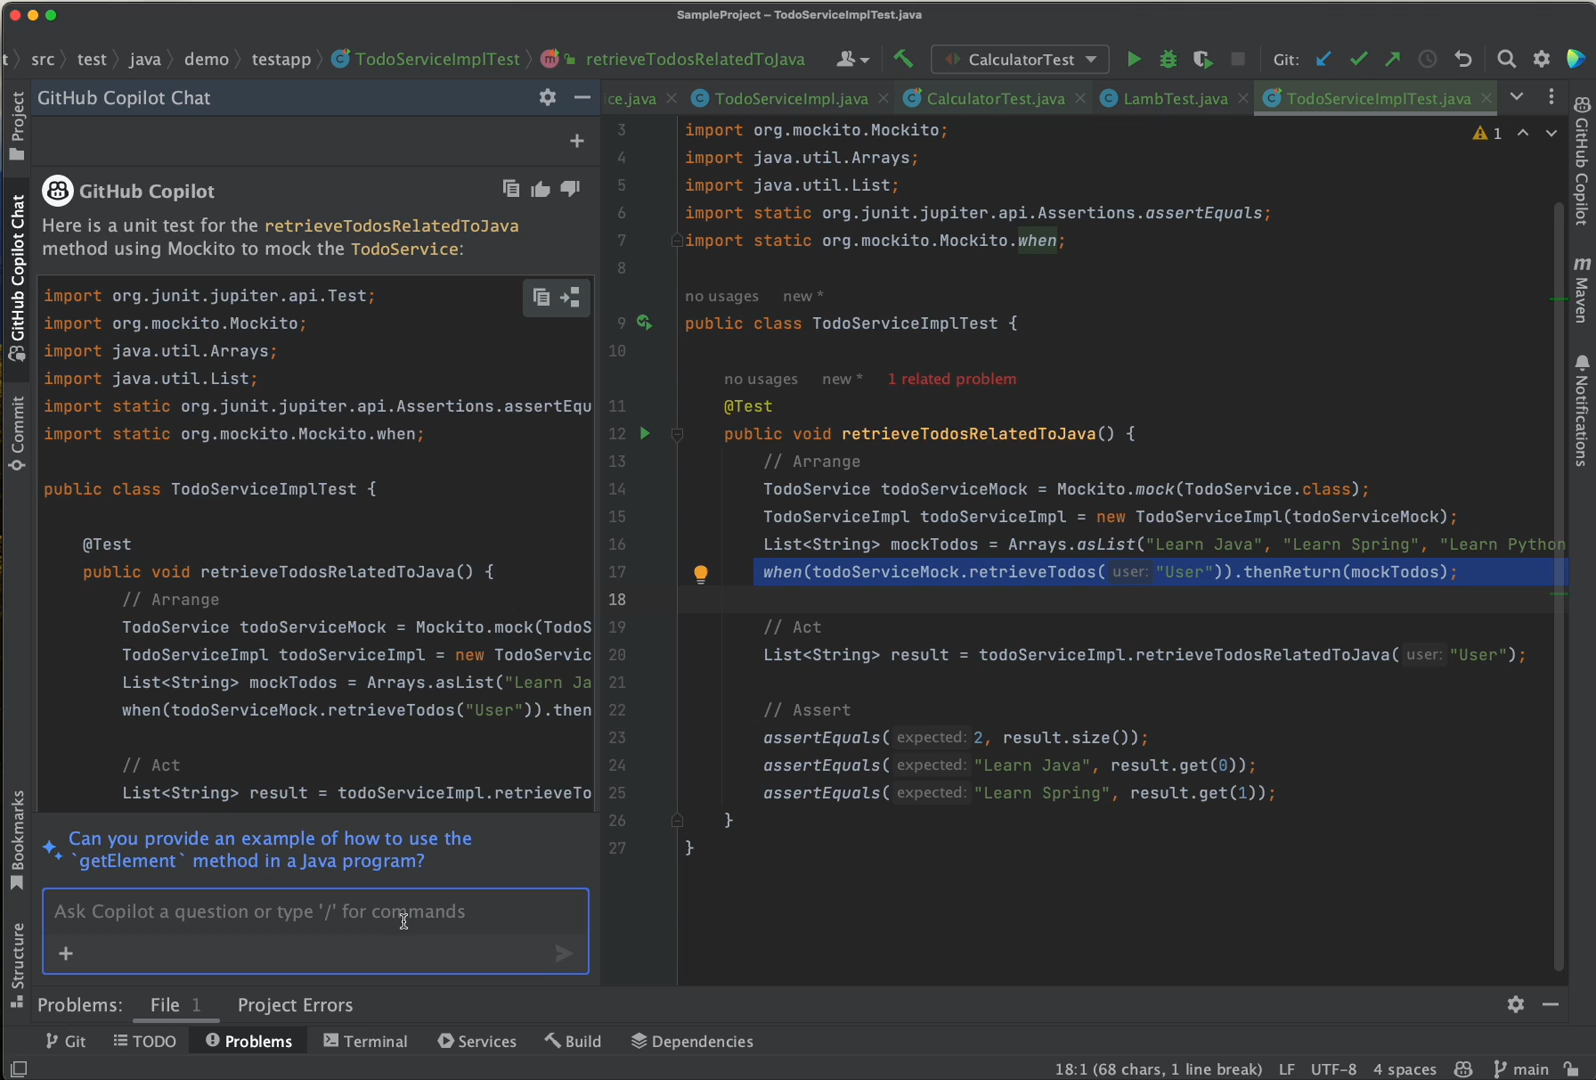 SampleProject – TodoServiceImplTest.java
t › src › test › java › demo › testapp › TodoServiceImplTest › retrieveTodosRelatedToJava
CalculatorTest
Git:
Project
GitHub Copilot Chat
Commit
Bookmarks
Structure
GitHub Copilot Chat
GitHub Copilot
Here is a unit test for the retrieveTodosRelatedToJava
method using Mockito to mock the TodoService:
import org.junit.jupiter.api.Test;
import org.mockito.Mockito;
import java.util.Arrays;
import java.util.List;
import static org.junit.jupiter.api.Assertions.assertEqu
import static org.mockito.Mockito.when;
public class TodoServiceImplTest {
@Test
public void retrieveTodosRelatedToJava() {
// Arrange
TodoService todoServiceMock = Mockito.mock(TodoS
TodoServiceImpl todoServiceImpl = new TodoServic
List<String> mockTodos = Arrays.asList("Learn Ja
when(todoServiceMock.retrieveTodos("User")).then
// Act
List<String> result = todoServiceImpl.retrieveTo
Can you provide an example of how to use the
`getElement` method in a Java program?
Ask Copilot a question or type '/' for commands
ice.java
TodoServiceImpl.java
CalculatorTest.java
LambTest.java
TodoServiceImplTest.java
1
3 import org.mockito.Mockito;
4 import java.util.Arrays;
5 import java.util.List;
6 import static org.junit.jupiter.api.Assertions.assertEquals;
7 import static org.mockito.Mockito.when;
8
no usages new *
9 public class TodoServiceImplTest {
10
no usages new * 1 related problem
11 @Test
12 public void retrieveTodosRelatedToJava() {
13 // Arrange
14 TodoService todoServiceMock = Mockito.mock(TodoService.class);
15 TodoServiceImpl todoServiceImpl = new TodoServiceImpl(todoServiceMock);
16 List<String> mockTodos = Arrays.asList("Learn Java", "Learn Spring", "Learn Python
17 when(todoServiceMock.retrieveTodos( user: "User")).thenReturn(mockTodos);
18
19 // Act
20 List<String> result = todoServiceImpl.retrieveTodosRelatedToJava( user: "User");
21
22 // Assert
23 assertEquals( expected: 2, result.size());
24 assertEquals( expected: "Learn Java", result.get(0));
25 assertEquals( expected: "Learn Spring", result.get(1));
26 }
27 }
GitHub Copilot
m Maven
Notifications
Problems: File 1 Project Errors
Git TODO Problems Terminal Services Build Dependencies
18:1 (68 chars, 1 line break) LF UTF-8 4 spaces main